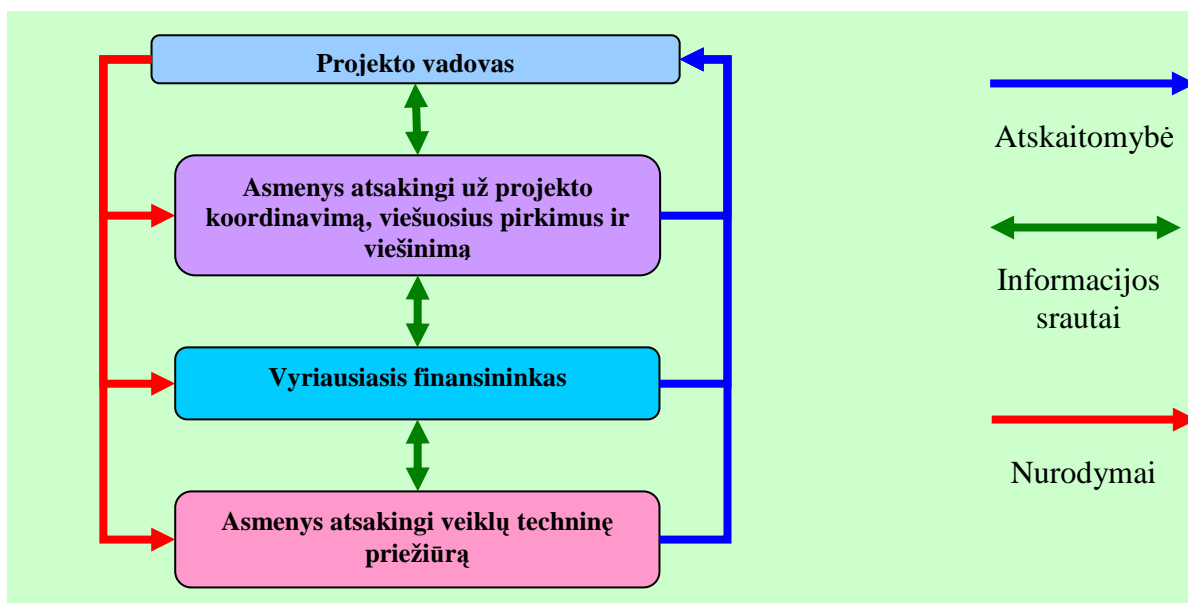 Projekto vadovas
Asmenys atsakingi už projekto
koordinavimą, viešuosius pirkimus ir
viešinimą
Vyriausiasis finansininkas
Asmenys atsakingi veiklų techninę
priežiūrą
Atskaitomybė
Informacijos
srautai
Nurodymai